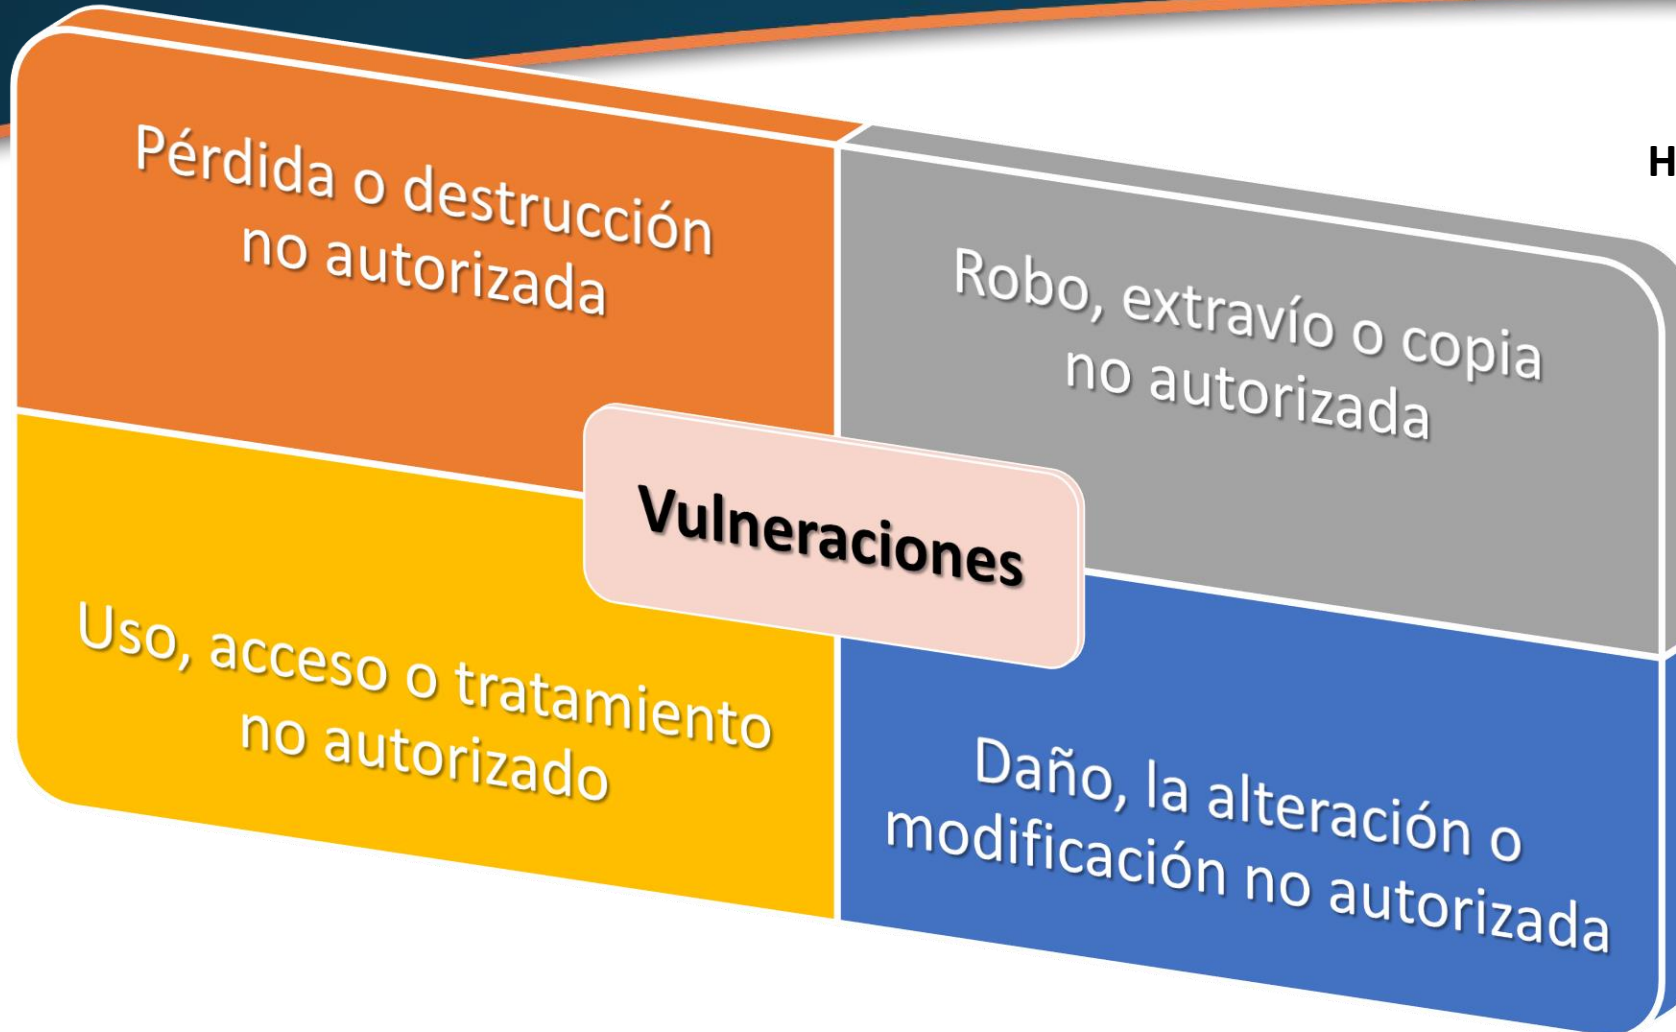 Pérdida o destrucción
no autorizada
H
Robo, extravío o copia
no autorizada
Vulneraciones
Uso, acceso o tratamiento
no autorizado
Daño, la alteración o
modificación no autorizada